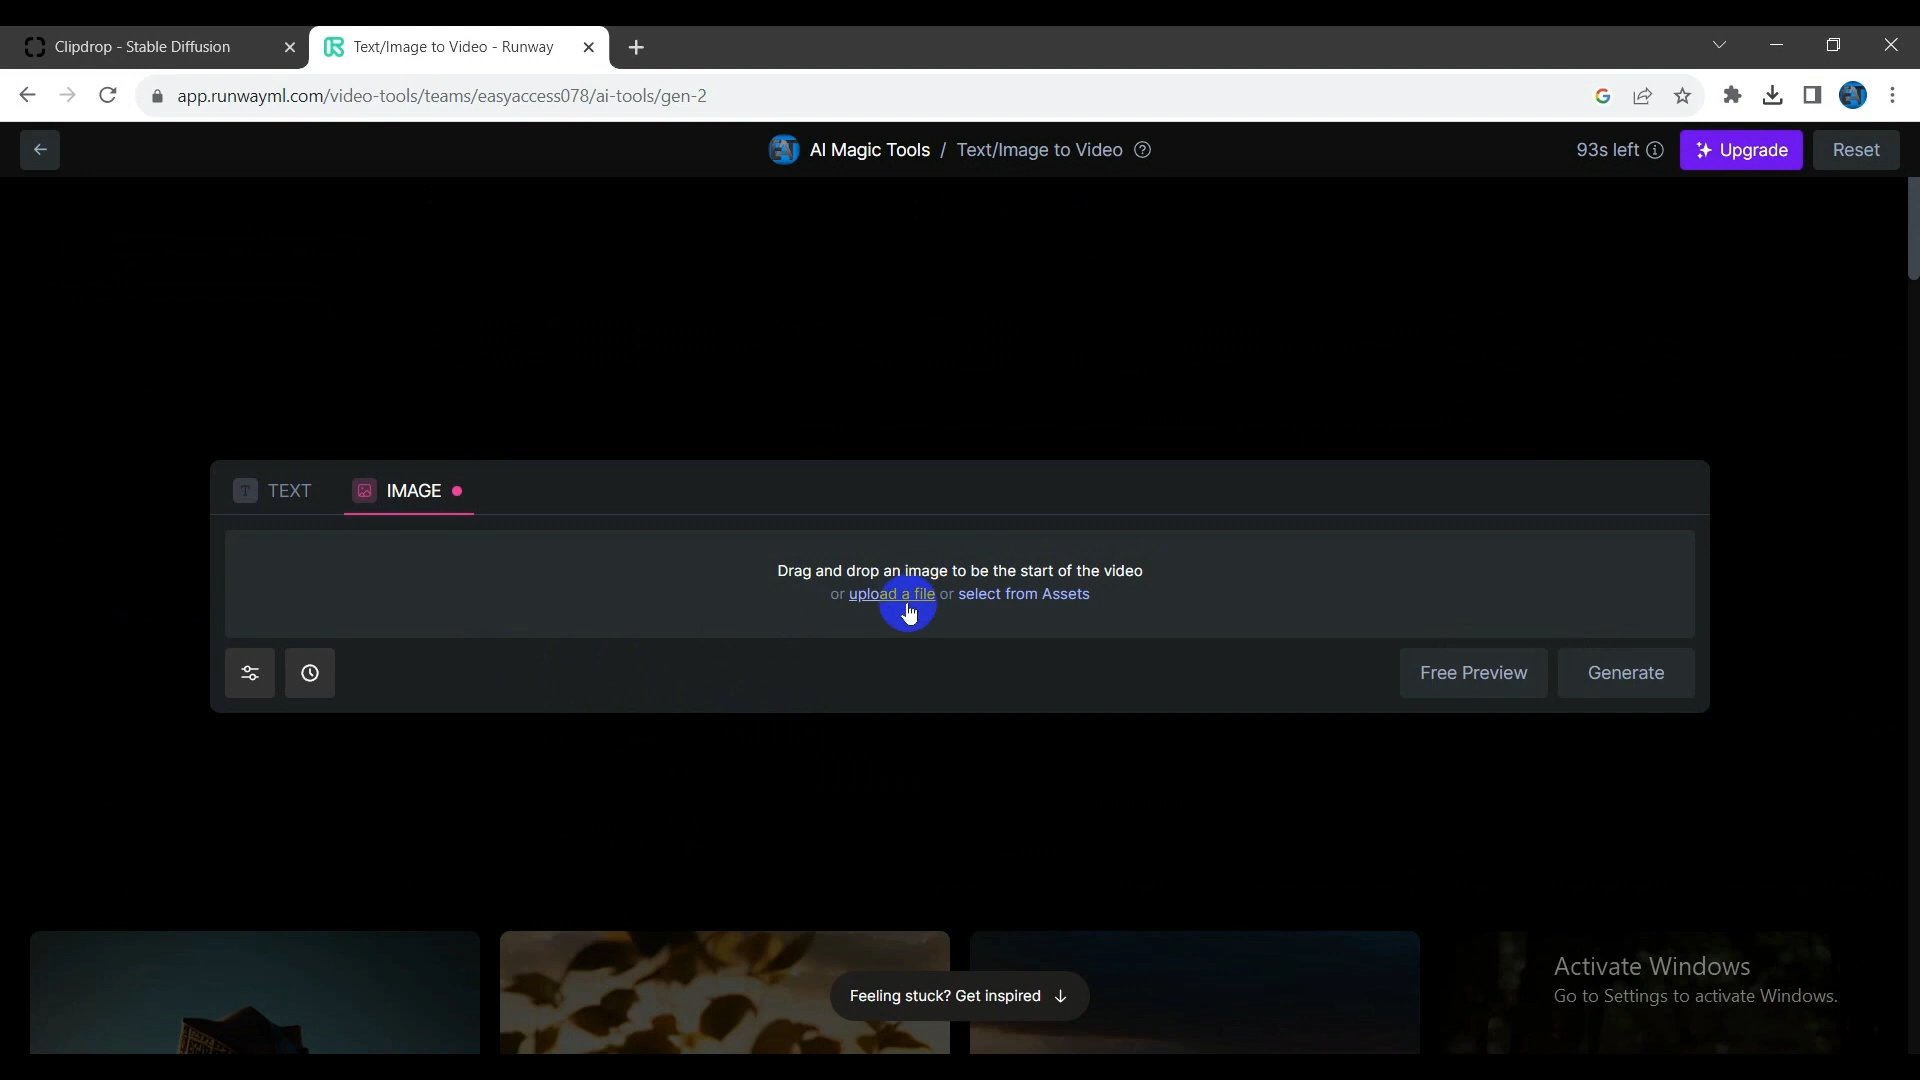 Clipdrop - Stable Diffusion
Text/Image to Video - Runway
app.runwayml.com/video-tools/teams/easyaccess078/ai-tools/gen-2
AI Magic Tools / Text/Image to Video
93s left
Upgrade
Reset
T TEXT
IMAGE
Drag and drop an image to be the start of the video
or upload a file or select from Assets
Free Preview
Generate
Feeling stuck? Get inspired
Activate Windows
Go to Settings to activate Windows.